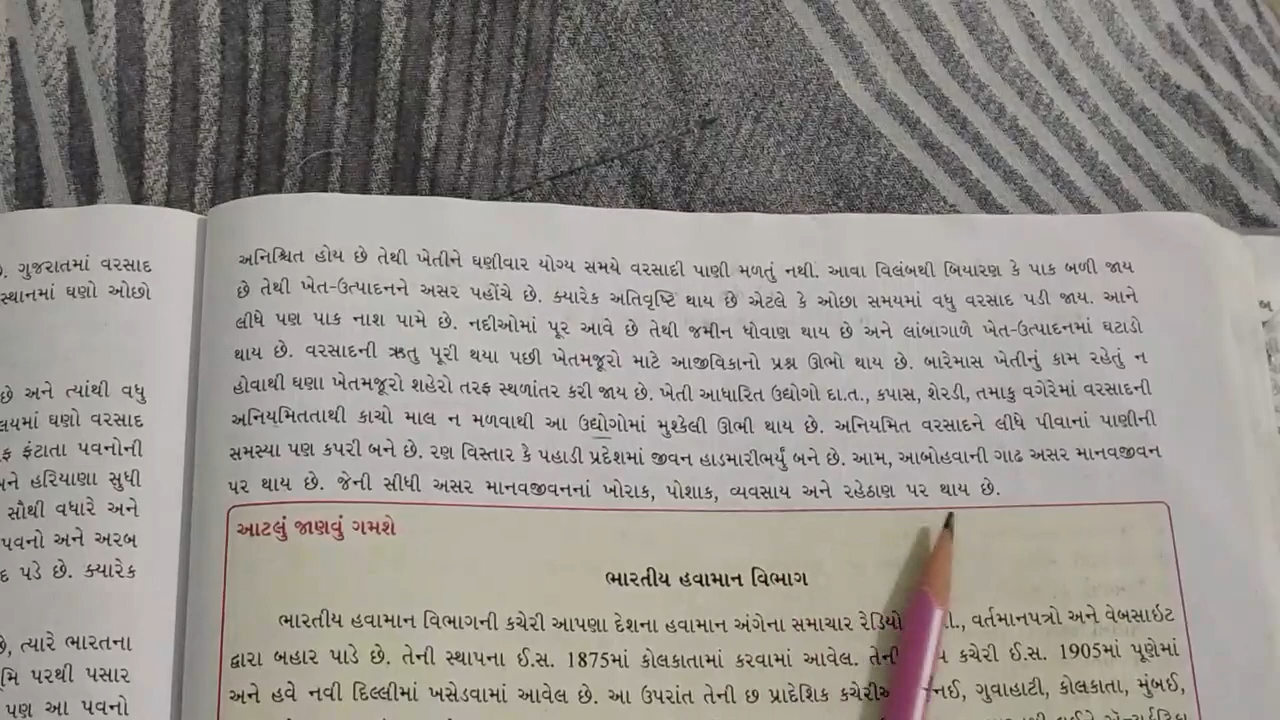 ગુજરાતમાં વરસાદ
સ્થાનમાં ઘણો ઓછો
છે અને ત્યાંથી વધુ
ઘણો વરસાદ
ફંટાતા પવનોની
હરિયાણા સુધી
સૌથી વધારે અને
પવનો અને અરબ
પડે છે. ક્યારેક
ત્યારે ભારતના
પરથી પસાર
પણ આ પવનો
અનિશ્ચિત હોય છે તેથી ખેતીને ઘણીવાર યોગ્ય સમયે વરસાદી પાણી મળતું નથી. આવા વિલંબથી બિયારણ કે પાક બળી જાય
છે તેથી ખેત-ઉત્પાદનને અસર પહોંચે છે. ક્યારેક અતિવૃષ્ટિ થાય છે એટલે કે ઓછા સમયમાં વધુ વરસાદ પડી જાય. આને
લીધે પણ પાક નાશ પામે છે. નદીઓમાં પૂર આવે છે તેથી જમીન ધોવાણ થાય છે અને લાંબાગાળે ખેત-ઉત્પાદનમાં ઘટાડો
થાય છે. વરસાદની ઋતુ પૂરી થયા પછી ખેતમજૂરો માટે આજીવિકાનો પ્રશ્ન ઊભો થાય છે. બારેમાસ ખેતીનું કામ રહેતું ન
હોવાથી ઘણા ખેતમજૂરો શહેરો તરફ સ્થળાંતર કરી જાય છે. ખેતી આધારિત ઉદ્યોગો દા.ત., કપાસ, શેરડી, તમાકુ વગેરેમાં વરસાદની
અનિયમિતતાથી કાચો માલ ન મળવાથી આ ઉદ્યોગોમાં મુશ્કેલી ઊભી થાય છે. અનિયમિત વરસાદને લીધે પીવાનાં પાણીની
સમસ્યા પણ કપરી બને છે. રણ વિસ્તાર કે પહાડી પ્રદેશમાં જીવન હાડમારીભર્યું બને છે. આમ, આબોહવાની ગાઢ અસર માનવજીવન
પર થાય છે. જેની સીધી અસર માનવજીવનનાં ખોરાક, પોશાક, વ્યવસાય અને રહેઠાણ પર થાય છે.
આટલું જાણવું ગમશે
ભારતીય હવામાન વિભાગ
ભારતીય હવામાન વિભાગની કચેરી આપણા દેશના હવામાન અંગેના સમાચાર રેડિયો વર્તમાનપત્રો અને વેબસાઇટ
દ્વારા બહાર પાડે છે. તેની સ્થાપના ઈ.સ. 1875માં કોલકાતામાં કરવામાં આવેલ. કચેરી ઈ.સ. 1905માં પૂણેમાં
અને હવે નવી દિલ્લીમાં ખસેડવામાં આવેલ છે. આ ઉપરાંત તેની છ પ્રાદેશિક ગુવાહાટી, કોલકાતા, મુંબઈ,